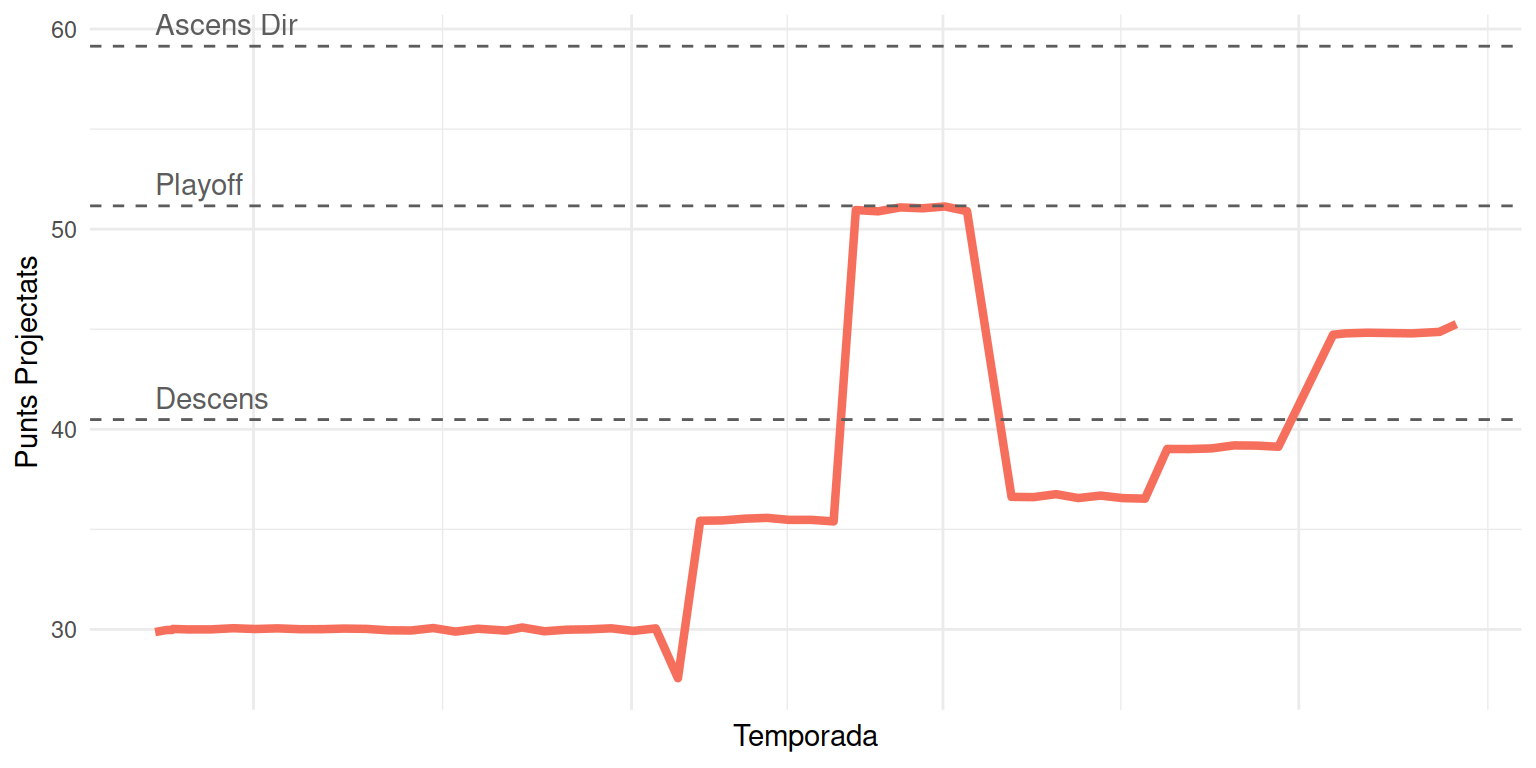 60
Ascens Dir
Playoff
50
Punts Projectats
Descens
40
30
Temporada